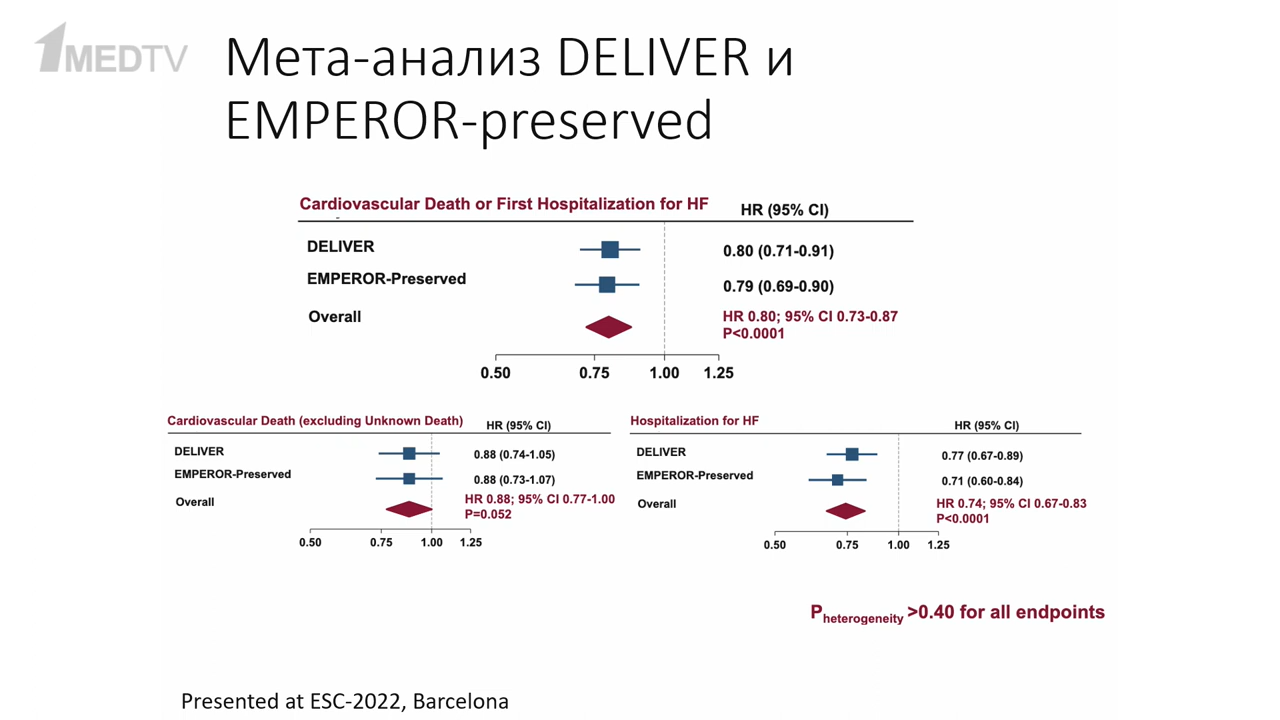 1MEDTV
Мета-анализ DELIVER и
EMPEROR-preserved
Cardiovascular Death or First Hospitalization for HF HR (95% CI)
DELIVER 0.80 (0.71-0.91)
EMPEROR-Preserved 0.79 (0.69-0.90)
Overall HR 0.80; 95% CI 0.73-0.87
P<0.0001
0.50 0.75 1.00 1.25
Cardiovascular Death (excluding Unknown Death) HR (95% CI)
DELIVER 0.88 (0.74-1.05)
EMPEROR-Preserved 0.88 (0.73-1.07)
Overall HR 0.88; 95% CI 0.77-1.00
P=0.052
0.50 0.75 1.00 1.25
Hospitalization for HF HR (95% CI)
DELIVER 0.77 (0.67-0.89)
EMPEROR-Preserved 0.71 (0.60-0.84)
Overall HR 0.74; 95% CI 0.67-0.83
P<0.0001
0.50 0.75 1.00 1.25
Pheterogeneity >0.40 for all endpoints
Presented at ESC-2022, Barcelona